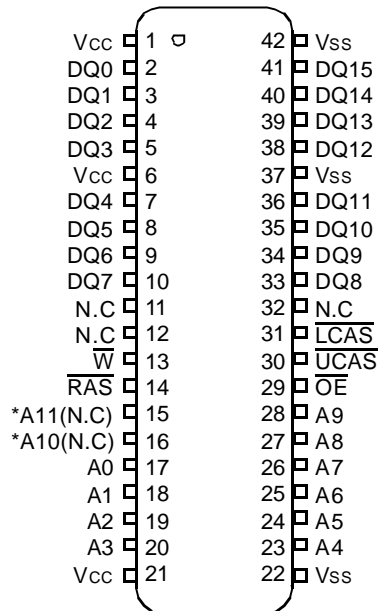 Vcc 1 42 Vss
DQ0 2 41 DQ15
DQ1 3 40 DQ14
DQ2 4 39 DQ13
DQ3 5 38 DQ12
Vcc 6 37 Vss
DQ4 7 36 DQ11
DQ5 8 35 DQ10
DQ6 9 34 DQ9
DQ7 10 33 DQ8
N.C 11 32 N.C
N.C 12 31 LCAS
W 13 30 UCAS
RAS 14 29 OE
*A11(N.C) 15 28 A9
*A10(N.C) 16 27 A8
A0 17 26 A7
A1 18 25 A6
A2 19 24 A5
A3 20 23 A4
Vcc 21 22 Vss